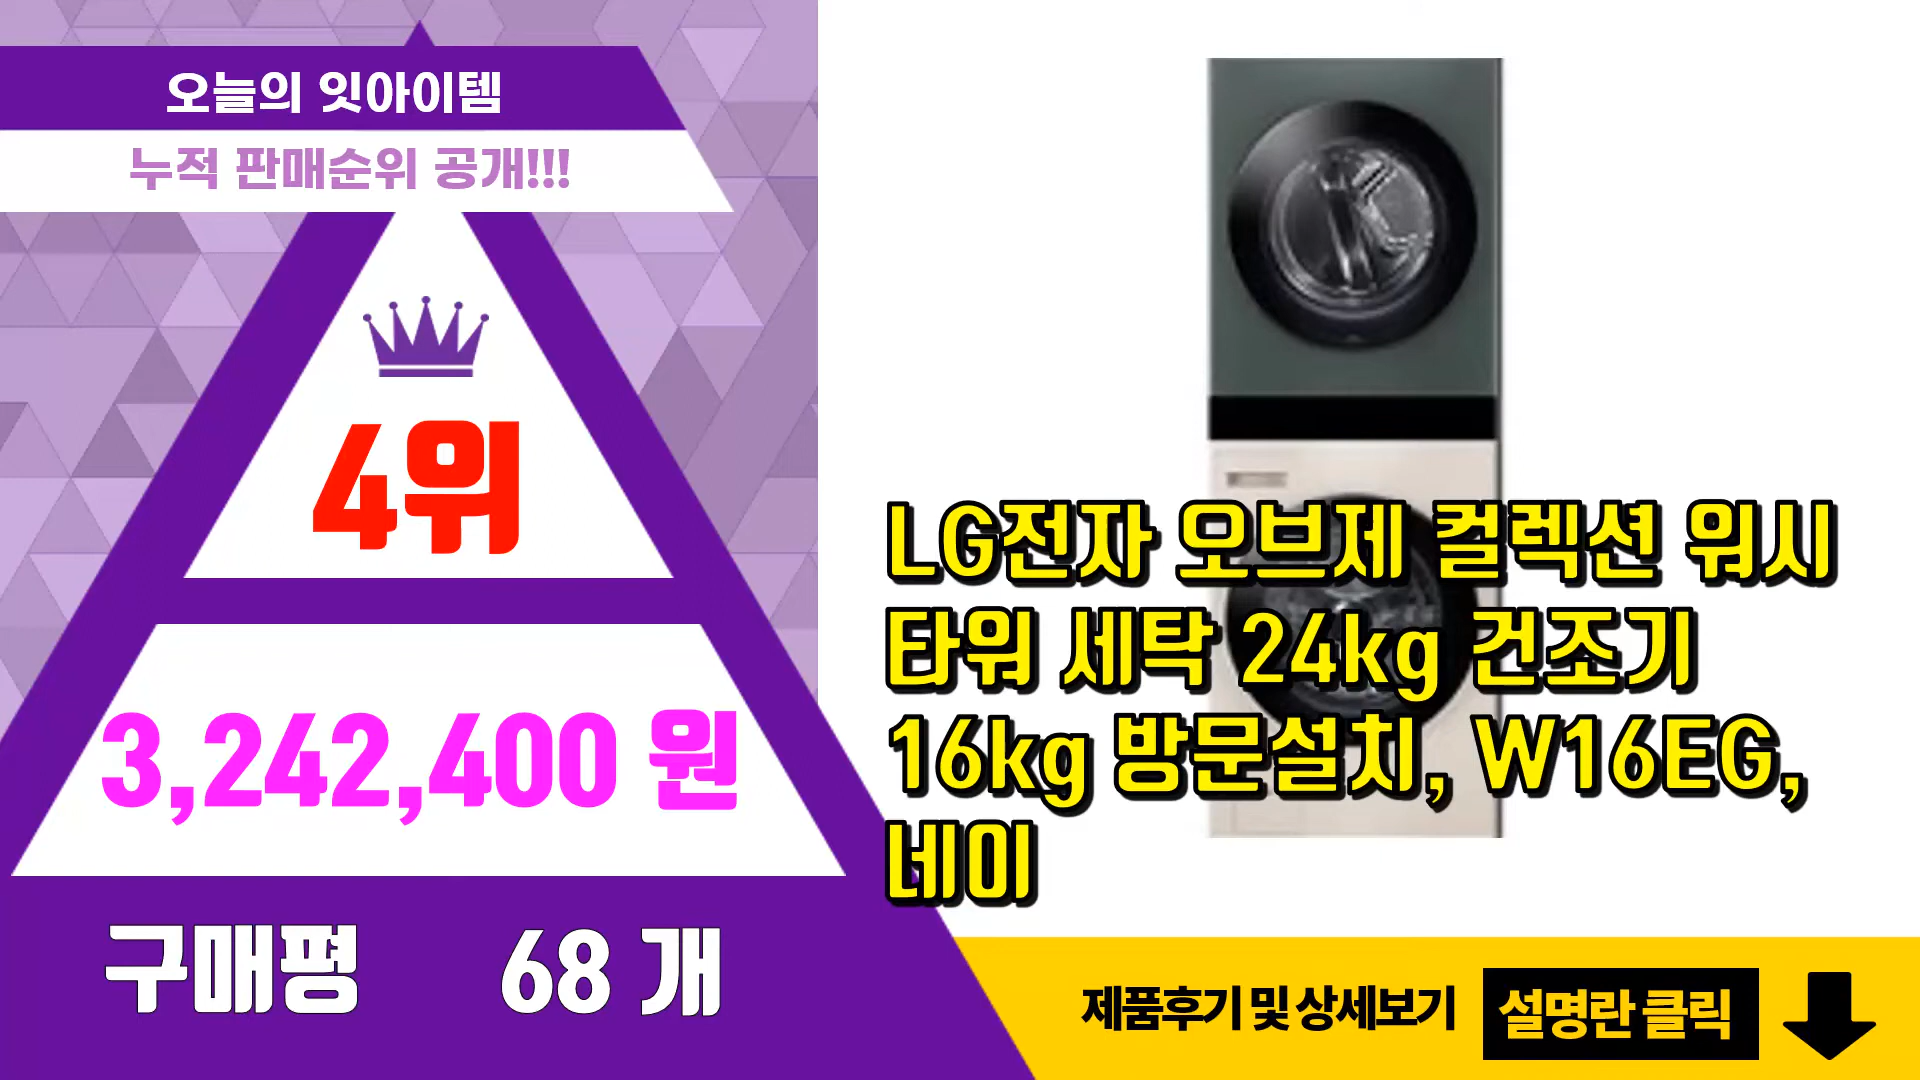 오늘의 잇아이템
누적 판매순위 공개!!!
4위
3,242,400 원
구매평 68 개
LG전자 오브제 컬렉션 워시
타워 세탁 24kg 건조기
16kg 방문설치, W16EG,
네이
제품후기 및 상세보기
설명란 클릭